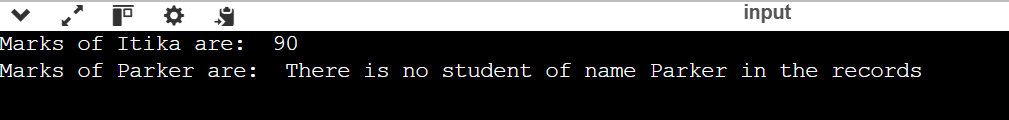 input
Marks of Itika are:  90
Marks of Parker are:  There is no student of name Parker in the records